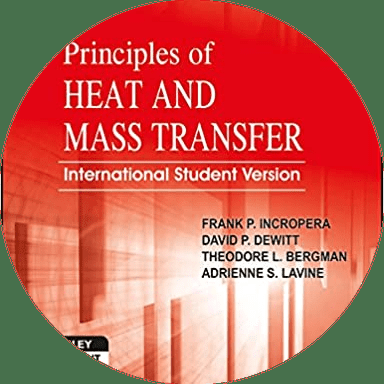 Principles of
HEAT AND
MASS TRANSFER
International Student Version
FRANK P. INCROPERA
DAVID P. DEWITT
THEODORE L. BERGMAN
ADRIENNE S. LAVINE